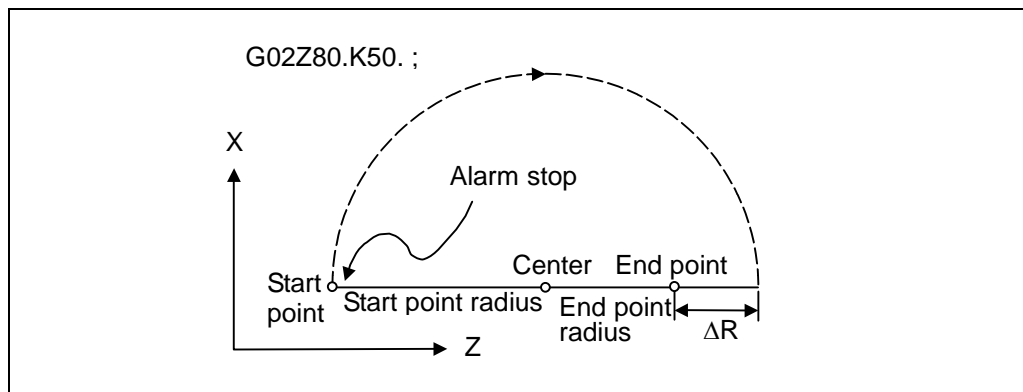 G02Z80.K50. ;
X
Alarm stop
Start
point
Center
End point
Start point radius
End point
radius
ΔR
Z